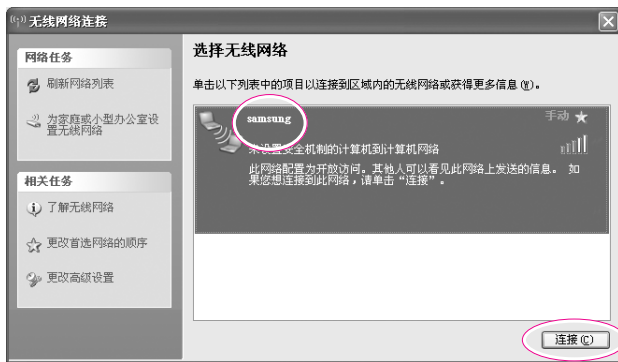 无线网络连接
网络任务
刷新网络列表
为家庭或小型办公室设
置无线网络
相关任务
了解无线网络
更改首选网络的顺序
更改高级设置
选择无线网络
单击以下列表中的项目以连接到区域内的无线网络或获得更多信息(W)。
samsung
手动
未设置安全机制的计算机到计算机网络
此网络配置为开放访问。其他人可以看见此网络上发送的信息。 如
果您想连接到此网络，请单击“连接”。
连接(C)